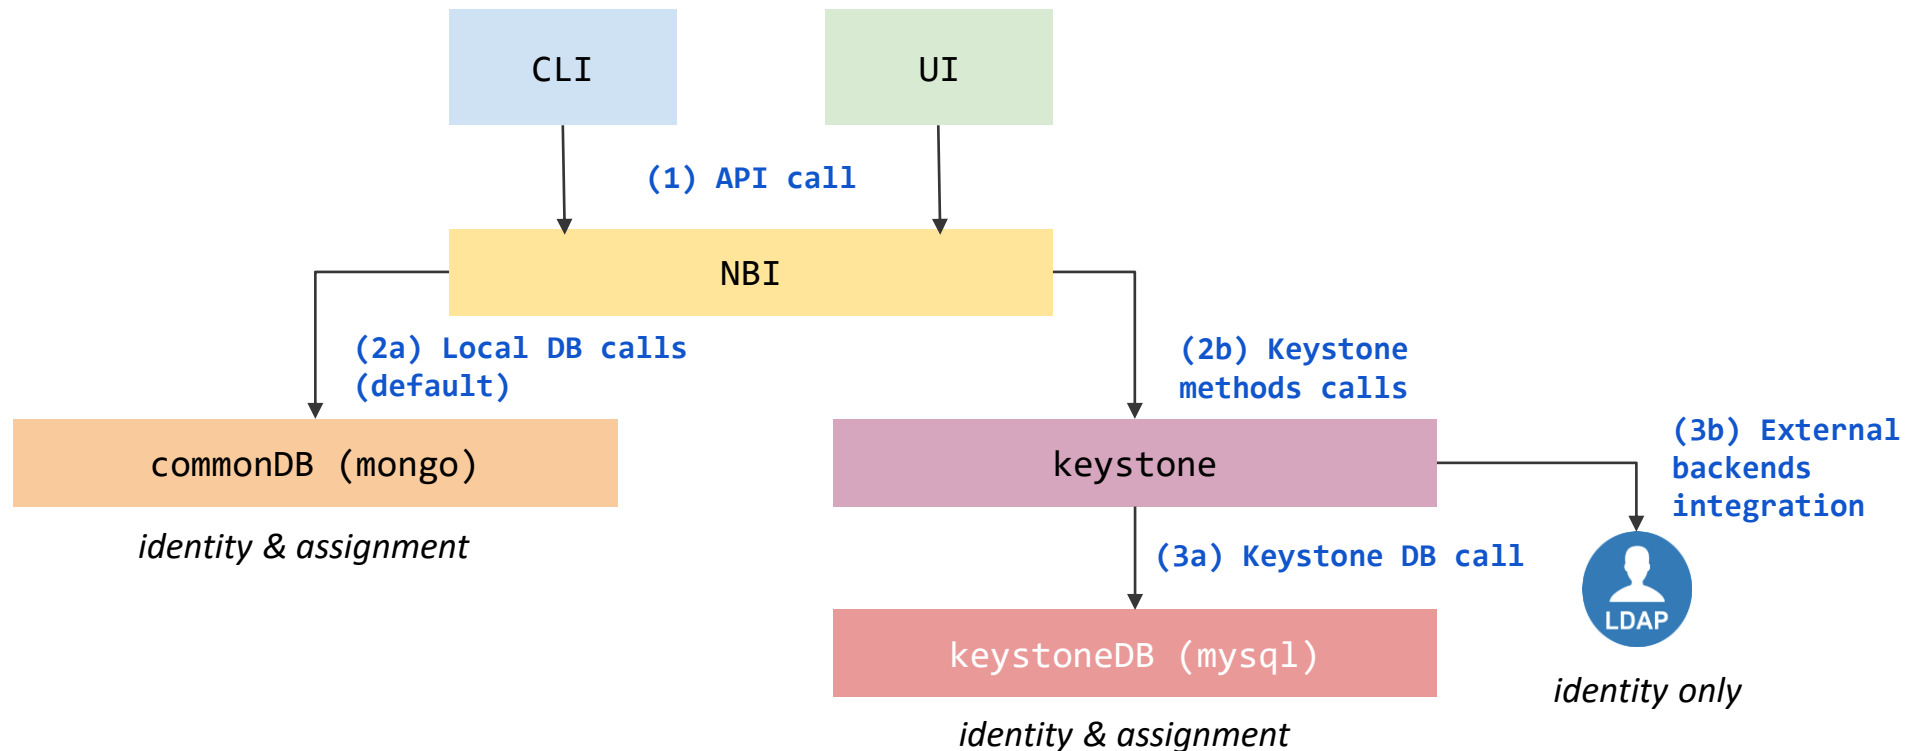 CLI
UI
(1) API call
NBI
(2a) Local DB calls
(default)
(2b) Keystone
methods calls
commonDB (mongo)
identity & assignment
keystone
(3b) External
backends
integration
(3a) Keystone DB call
LDAP
identity only
keystoneDB (mysql)
identity & assignment